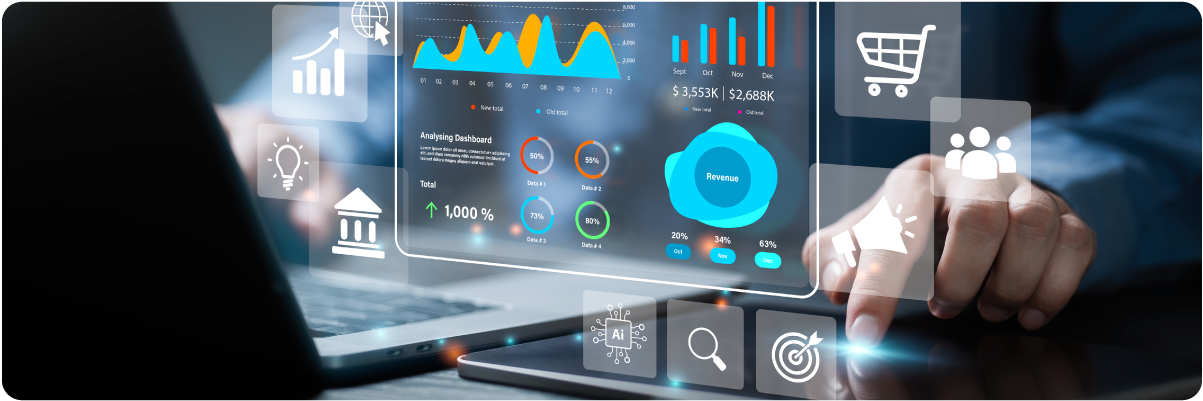 8,000
6,000
4,000
2,000
0
01 02 03 04 05 06 07 08 09 10 11 12
New total
Old total
Sept Oct Nov Dec
$ 3,553K | $2,688K
New total
Old total
Analysing Dashboard
Total
1,000 %
50%
Data # 1
55%
Data # 2
73%
Data # 3
80%
Data # 4
Revenue
20% 34% 63%
Oct Nov Dec
Ai